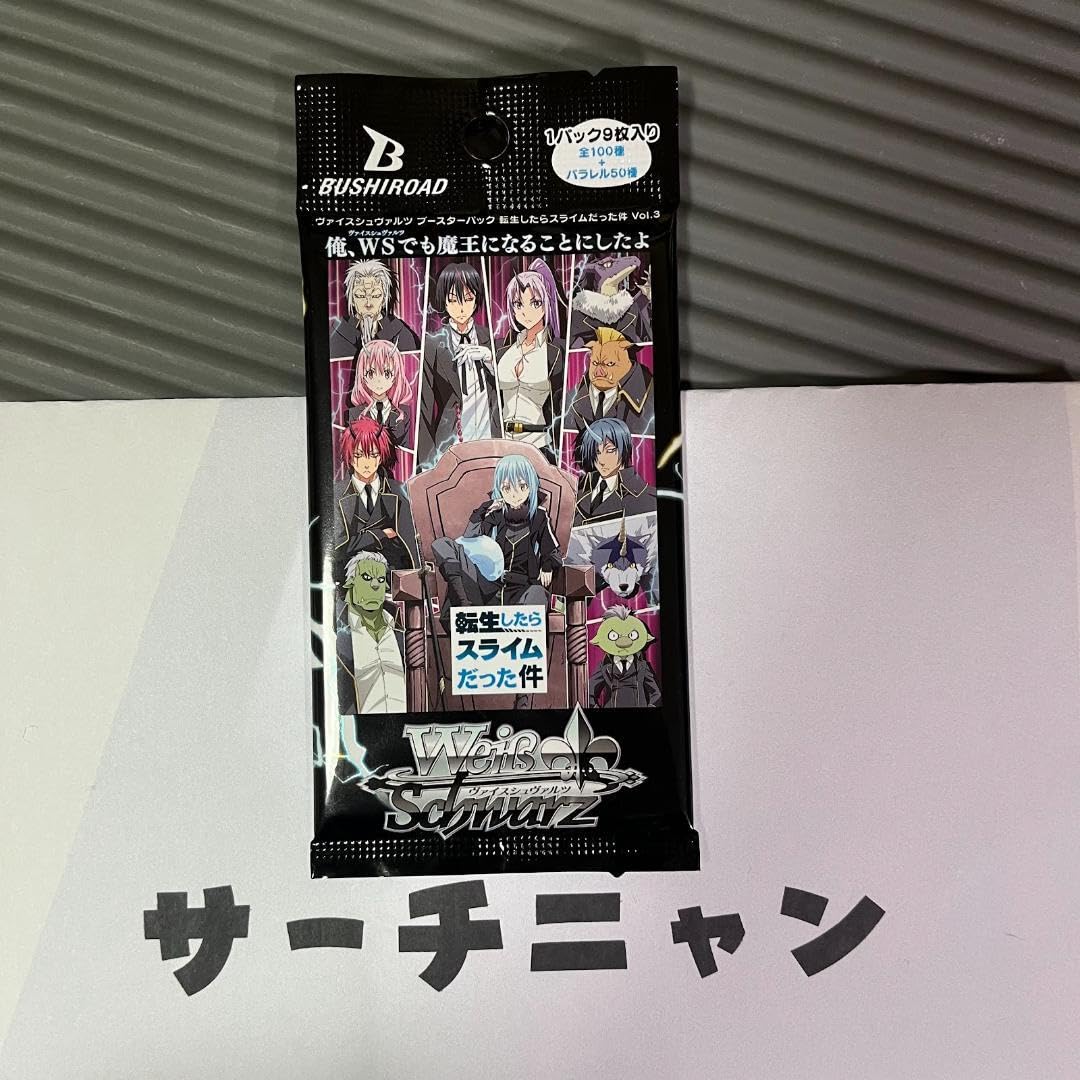 B
BUSHIROAD
1パック9枚入り
全100種
+
パラレル50種
ヴァイスシュヴァルツ ブースターパック 転生したらスライムだった件 Vol.3
ヴァイスシュヴァルツ
俺、WSでも魔王になることにしたよ
転生したら
スライム
だった件
Weiß
ヴァイスシュヴァルツ
Schwarz
サーチニャン